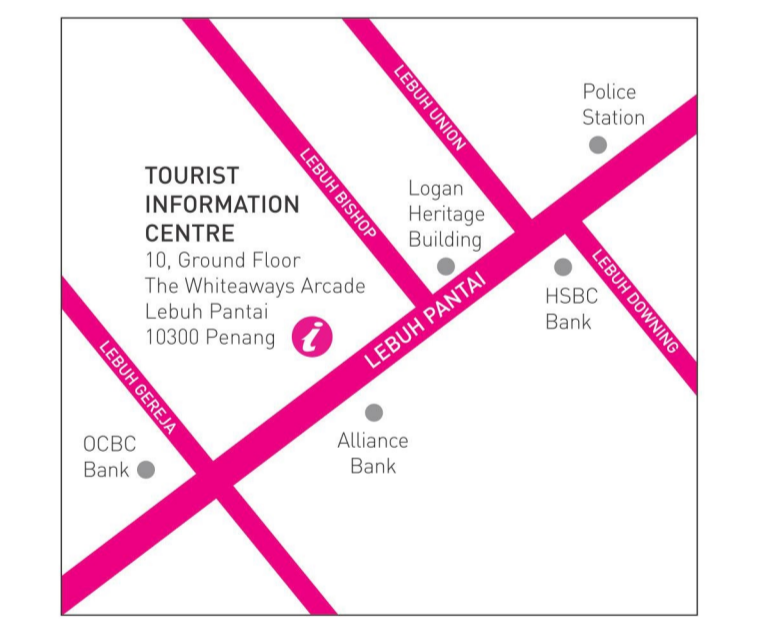 LEBUH UNION
Police
Station
LEBUH BISHOP
TOURIST
INFORMATION
CENTRE
10, Ground Floor
The Whiteaways Arcade
Lebuh Pantai
10300 Penang
i
Logan
Heritage
Building
LEBUH PANTAI
HSBC
Bank
LEBUH DOWNING
LEBUH GEREJA
OCBC
Bank
Alliance
Bank